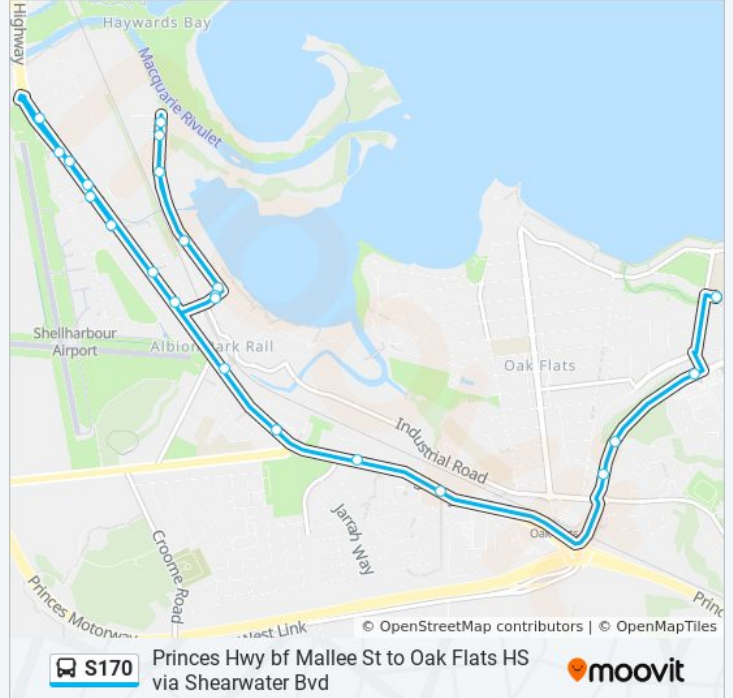 Highway
Haywards Bay
Macquarie Rivulet
Shellharbour
Airport
Albion Park Rail
Oak Flats
Industrial Road
Jarrah Way
Croome Road
Princes Motorway
West Link
© OpenStreetMap contributors | © OpenMapTiles
S170
Princes Hwy bf Mallee St to Oak Flats HS
via Shearwater Bvd
moovit